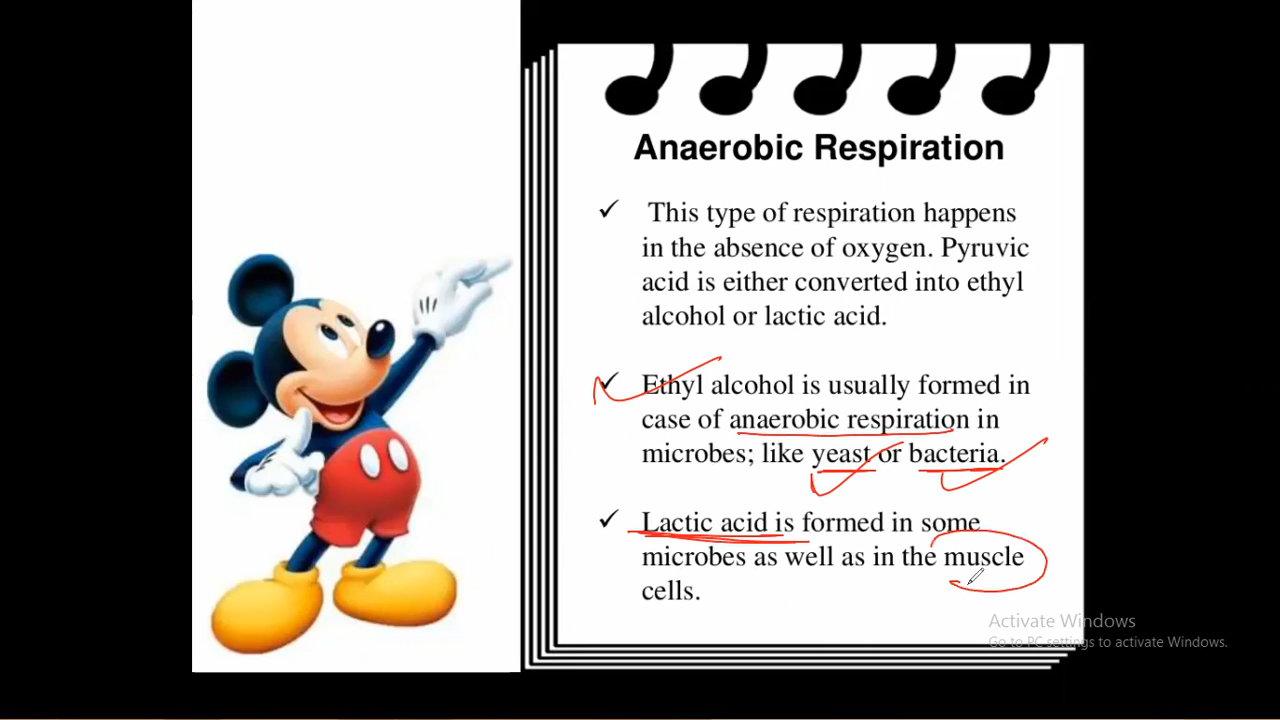 Anaerobic Respiration
This type of respiration happens
in the absence of oxygen. Pyruvic
acid is either converted into ethyl
alcohol or lactic acid.
Ethyl alcohol is usually formed in
case of anaerobic respiration in
microbes; like yeast or bacteria.
Lactic acid is formed in some
microbes as well as in the muscle
cells.
Activate Windows
Go to PC settings to activate Windows.